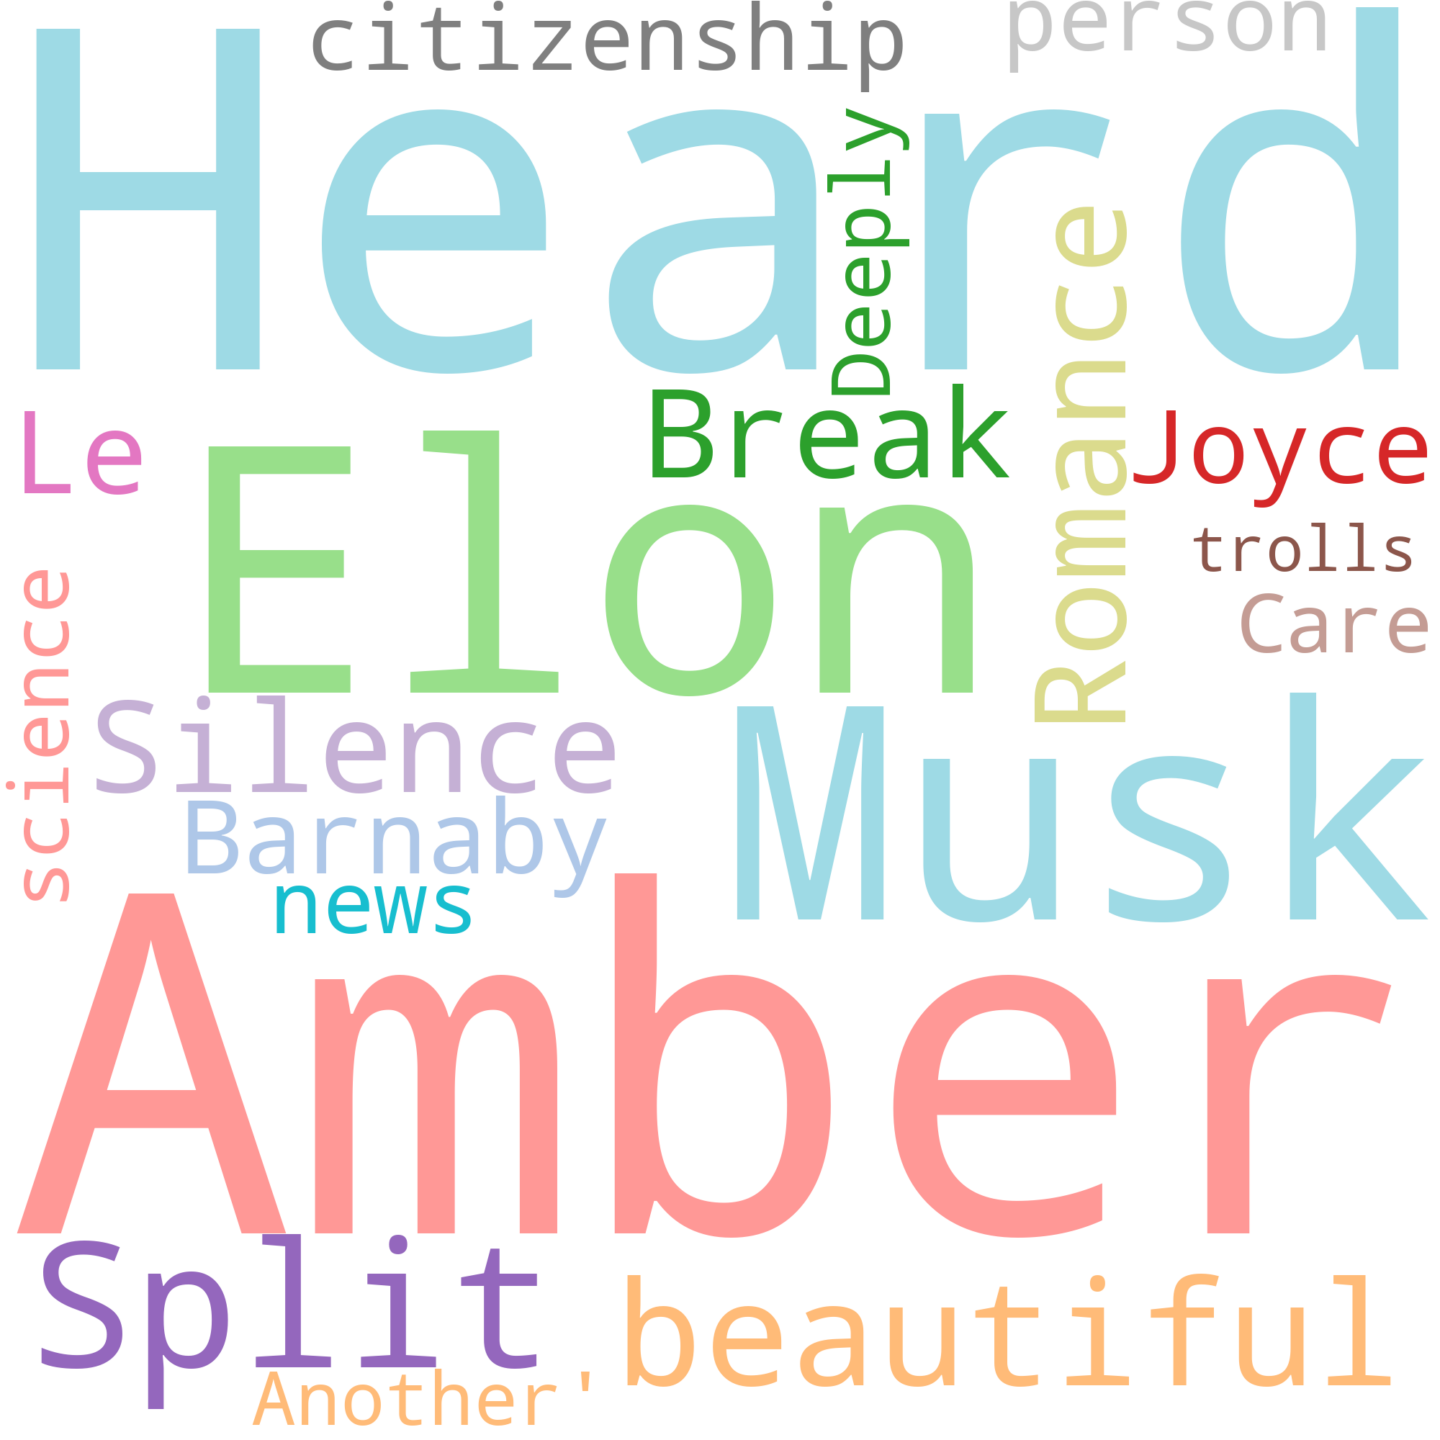 citizenship
person
Heard
Deeply
Romance
Break
Le
Joyce
Elon
trolls
Care
science
Silence
Musk
Barnaby
news
Amber
Split
beautiful
Another'